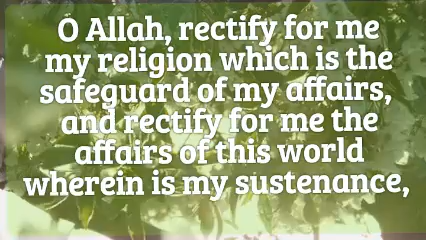 O Allah, rectify for me
my religion which is the
safeguard of my affairs,
and rectify for me the
affairs of this world
wherein is my sustenance,